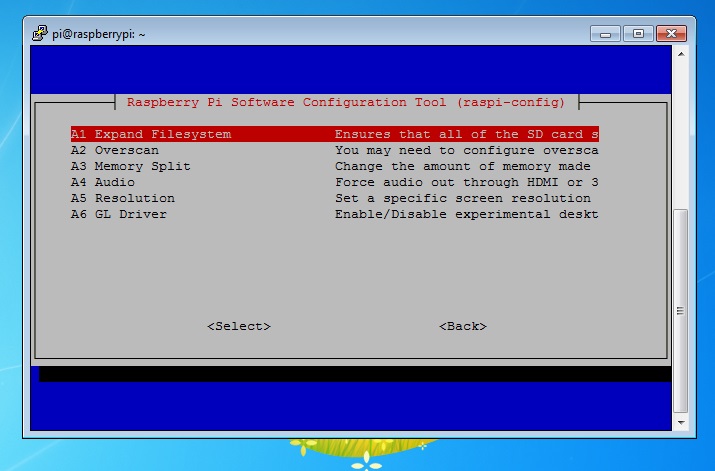 pi@raspberrypi: ~
Raspberry Pi Software Configuration Tool (raspi-config)
A1 Expand Filesystem Ensures that all of the SD card s
A2 Overscan You may need to configure oversca
A3 Memory Split Change the amount of memory made
A4 Audio Force audio out through HDMI or 3
A5 Resolution Set a specific screen resolution
A6 GL Driver Enable/Disable experimental deskt
<Select> <Back>